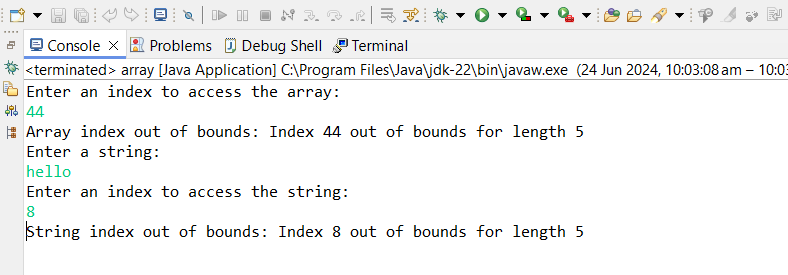 Console Problems Debug Shell Terminal
<terminated> array [Java Application] C:\Program Files\Java\jdk-22\bin\javaw.exe (24 Jun 2024, 10:03:08 am – 10:03
Enter an index to access the array:
44
Array index out of bounds: Index 44 out of bounds for length 5
Enter a string:
hello
Enter an index to access the string:
8
String index out of bounds: Index 8 out of bounds for length 5